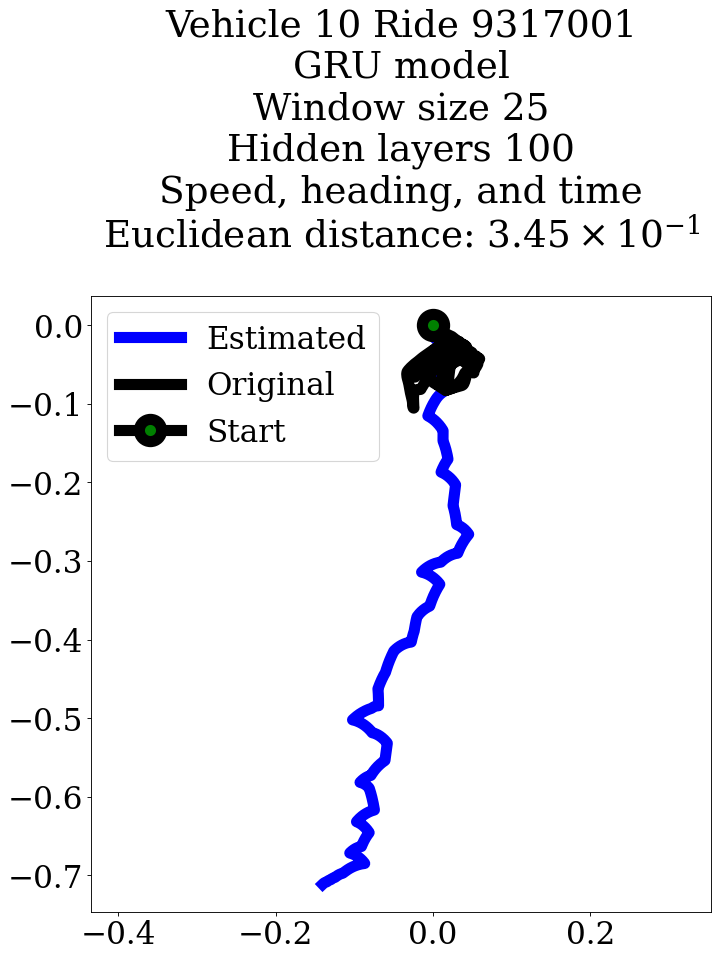 Vehicle 10 Ride 9317001
GRU model
Window size 25
Hidden layers 100
Speed, heading, and time
Euclidean distance: 3.45 × 10⁻¹
Estimated
Original
Start
0.0
−0.1
−0.2
−0.3
−0.4
−0.5
−0.6
−0.7
−0.4 −0.2 0.0 0.2